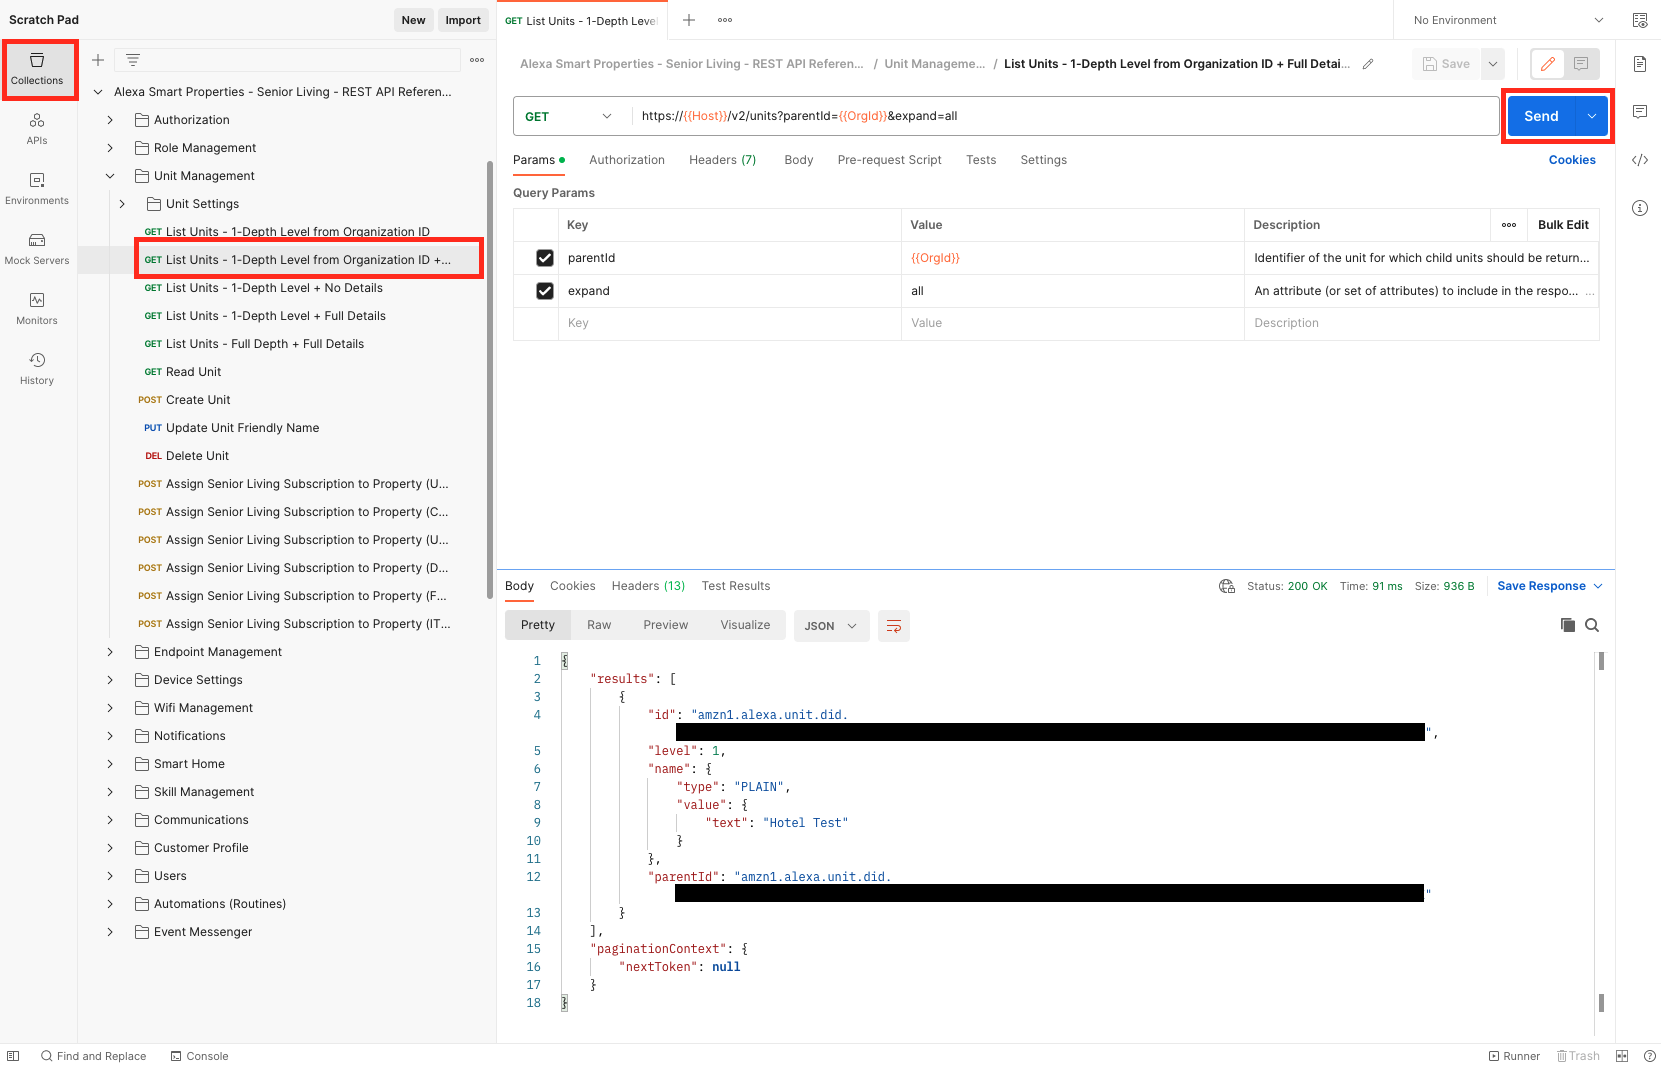 Scratch Pad
New
Import
GET List Units - 1-Depth Leve
No Environment
Collections
APIs
Environments
Mock Servers
Monitors
History
Alexa Smart Properties - Senior Living - REST API Referen...
Authorization
Role Management
Unit Management
Unit Settings
GET List Units - 1-Depth Level from Organization ID
GET List Units - 1-Depth Level from Organization ID +...
GET List Units - 1-Depth Level + No Details
GET List Units - 1-Depth Level + Full Details
GET List Units - Full Depth + Full Details
GET Read Unit
POST Create Unit
PUT Update Unit Friendly Name
DEL Delete Unit
POST Assign Senior Living Subscription to Property (U...
POST Assign Senior Living Subscription to Property (C...
POST Assign Senior Living Subscription to Property (U...
POST Assign Senior Living Subscription to Property (D...
POST Assign Senior Living Subscription to Property (F...
POST Assign Senior Living Subscription to Property (IT...
Endpoint Management
Device Settings
Wifi Management
Notifications
Smart Home
Skill Management
Communications
Customer Profile
Users
Automations (Routines)
Event Messenger
Alexa Smart Properties - Senior Living - REST API Referen... / Unit Manageme... / List Units - 1-Depth Level from Organization ID + Full Detai...
Save
GET https://{{Host}}/v2/units?parentId={{OrgId}}&expand=all
Send
Params Authorization Headers (7) Body Pre-request Script Tests Settings Cookies
Query Params
Key Value Description Bulk Edit
parentId {{OrgId}} Identifier of the unit for which child units should be return...
expand all An attribute (or set of attributes) to include in the respo... ...
Key Value Description
Body Cookies Headers (13) Test Results Status: 200 OK Time: 91 ms Size: 936 B Save Response
Pretty Raw Preview Visualize JSON
1 {
2 "results": [
3 {
4 "id": "amzn1.alexa.unit.did.
",
5 "level": 1,
6 "name": {
7 "type": "PLAIN",
8 "value": {
9 "text": "Hotel Test"
10 }
11 },
12 "parentId": "amzn1.alexa.unit.did.
"
13 }
14 ],
15 "paginationContext": {
16 "nextToken": null
17 }
18 }
Find and Replace Console Runner Trash